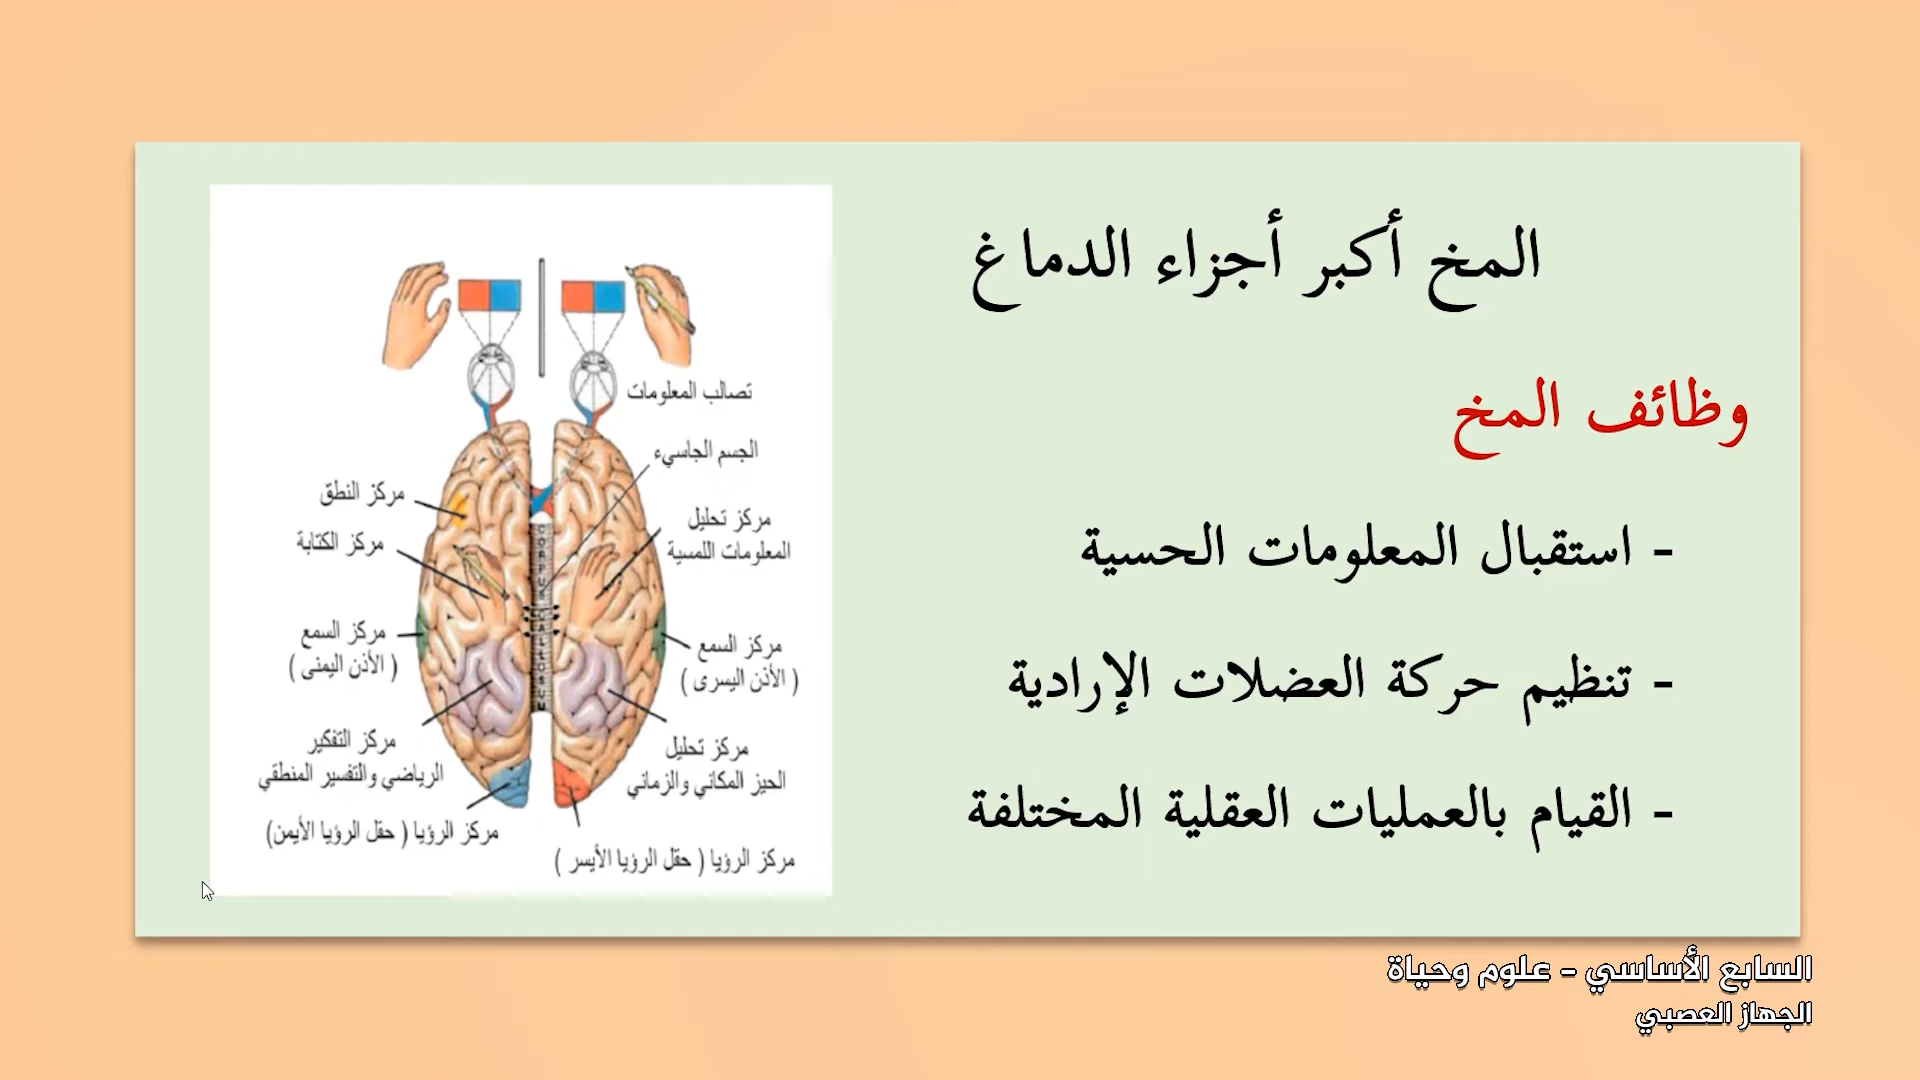 المخ أكبر أجزاء الدماغ
وظائف المخ
- استقبال المعلومات الحسية
- تنظيم حركة العضلات الإرادية
- القيام بالعمليات العقلية المختلفة
تصالب المعلومات
الجسم الجاسيء
مركز النطق
مركز تحليل
المعلومات اللمسية
مركز الكتابة
مركز السمع
( الأذن اليمنى )
مركز السمع
( الأذن اليسرى )
مركز التفكير
الرياضي والتفسير المنطقي
مركز تحليل
الحيز المكاني والزماني
مركز الرؤيا ( حقل الرؤيا الأيمن)
مركز الرؤيا ( حقل الرؤيا الأيسر )
CORPUS CALLOSUM
السابع الأساسي - علوم وحياة
الجهاز العصبي